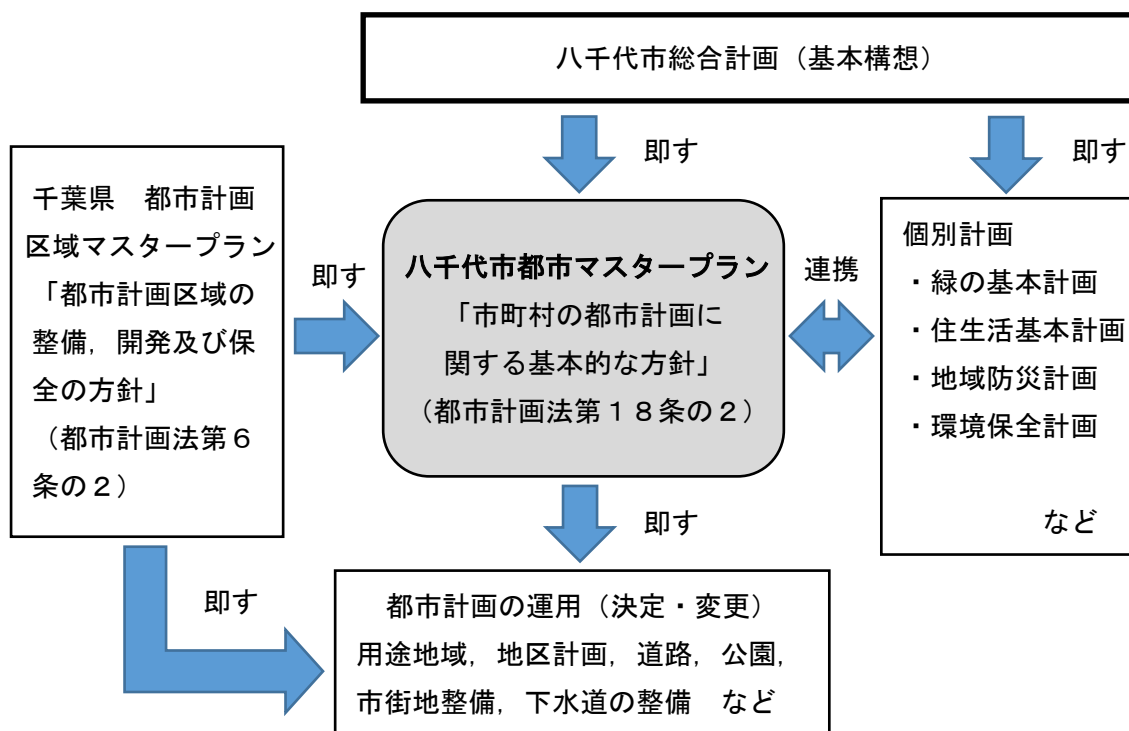 八千代市総合計画（基本構想）
即す
即す
千葉県　都市計画
区域マスタープラン
「都市計画区域の
整備，開発及び保
全の方針」
（都市計画法第６
条の２）
即す
八千代市都市マスタープラン
「市町村の都市計画に
関する基本的な方針」
（都市計画法第１８条の２）
連携
個別計画
・緑の基本計画
・住生活基本計画
・地域防災計画
・環境保全計画
など
即す
即す
都市計画の運用（決定・変更）
用途地域，地区計画，道路，公園，
市街地整備，下水道の整備　など